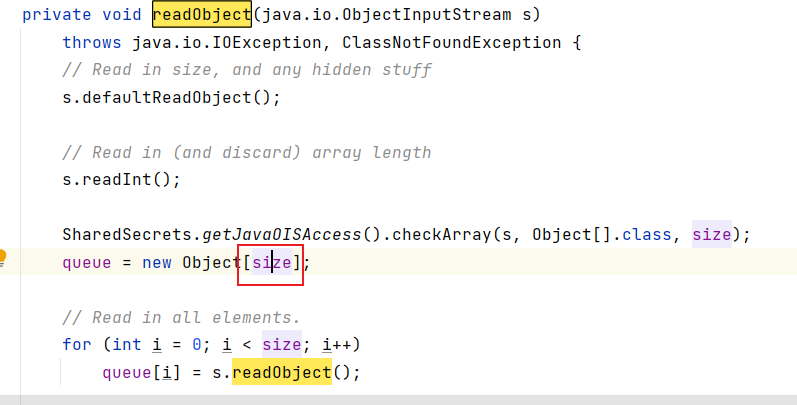 private void readObject(java.io.ObjectInputStream s)
throws java.io.IOException, ClassNotFoundException {
// Read in size, and any hidden stuff
s.defaultReadObject();
// Read in (and discard) array length
s.readInt();
SharedSecrets.getJavaOISAccess().checkArray(s, Object[].class, size);
queue = new Object[size];
// Read in all elements.
for (int i = 0; i < size; i++)
queue[i] = s.readObject();